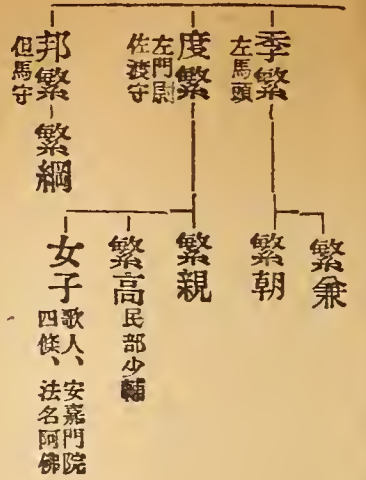 季繁
左馬頭
繁兼
繁朝
度繁
左門尉
佐渡守
繁親
繁高
民部少輔
女子
歌人、安嘉門院
四條、法名阿佛
邦繁
但馬守
繁綱